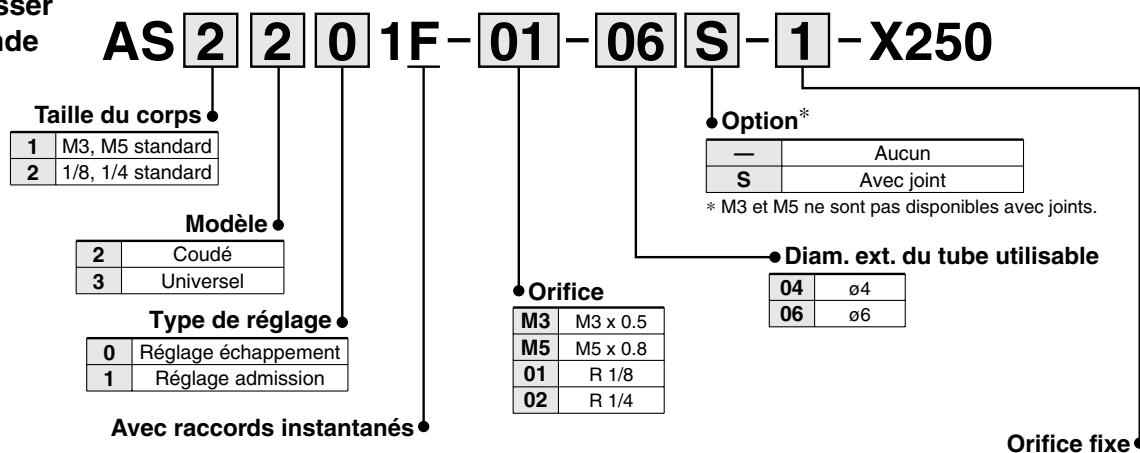 nde
AS 2 2 0 1F – 01 – 06 S – 1 – X250
Taille du corps
1 M3, M5 standard
2 1/8, 1/4 standard
Modèle
2 Coudé
3 Universel
Type de réglage
0 Réglage échappement
1 Réglage admission
Avec raccords instantanés
Orifice
M3 M3 x 0.5
M5 M5 x 0.8
01 R 1/8
02 R 1/4
Option*
— Aucun
S Avec joint
* M3 et M5 ne sont pas disponibles avec joints.
Diam. ext. du tube utilisable
04 ø4
06 ø6
Orifice fixe